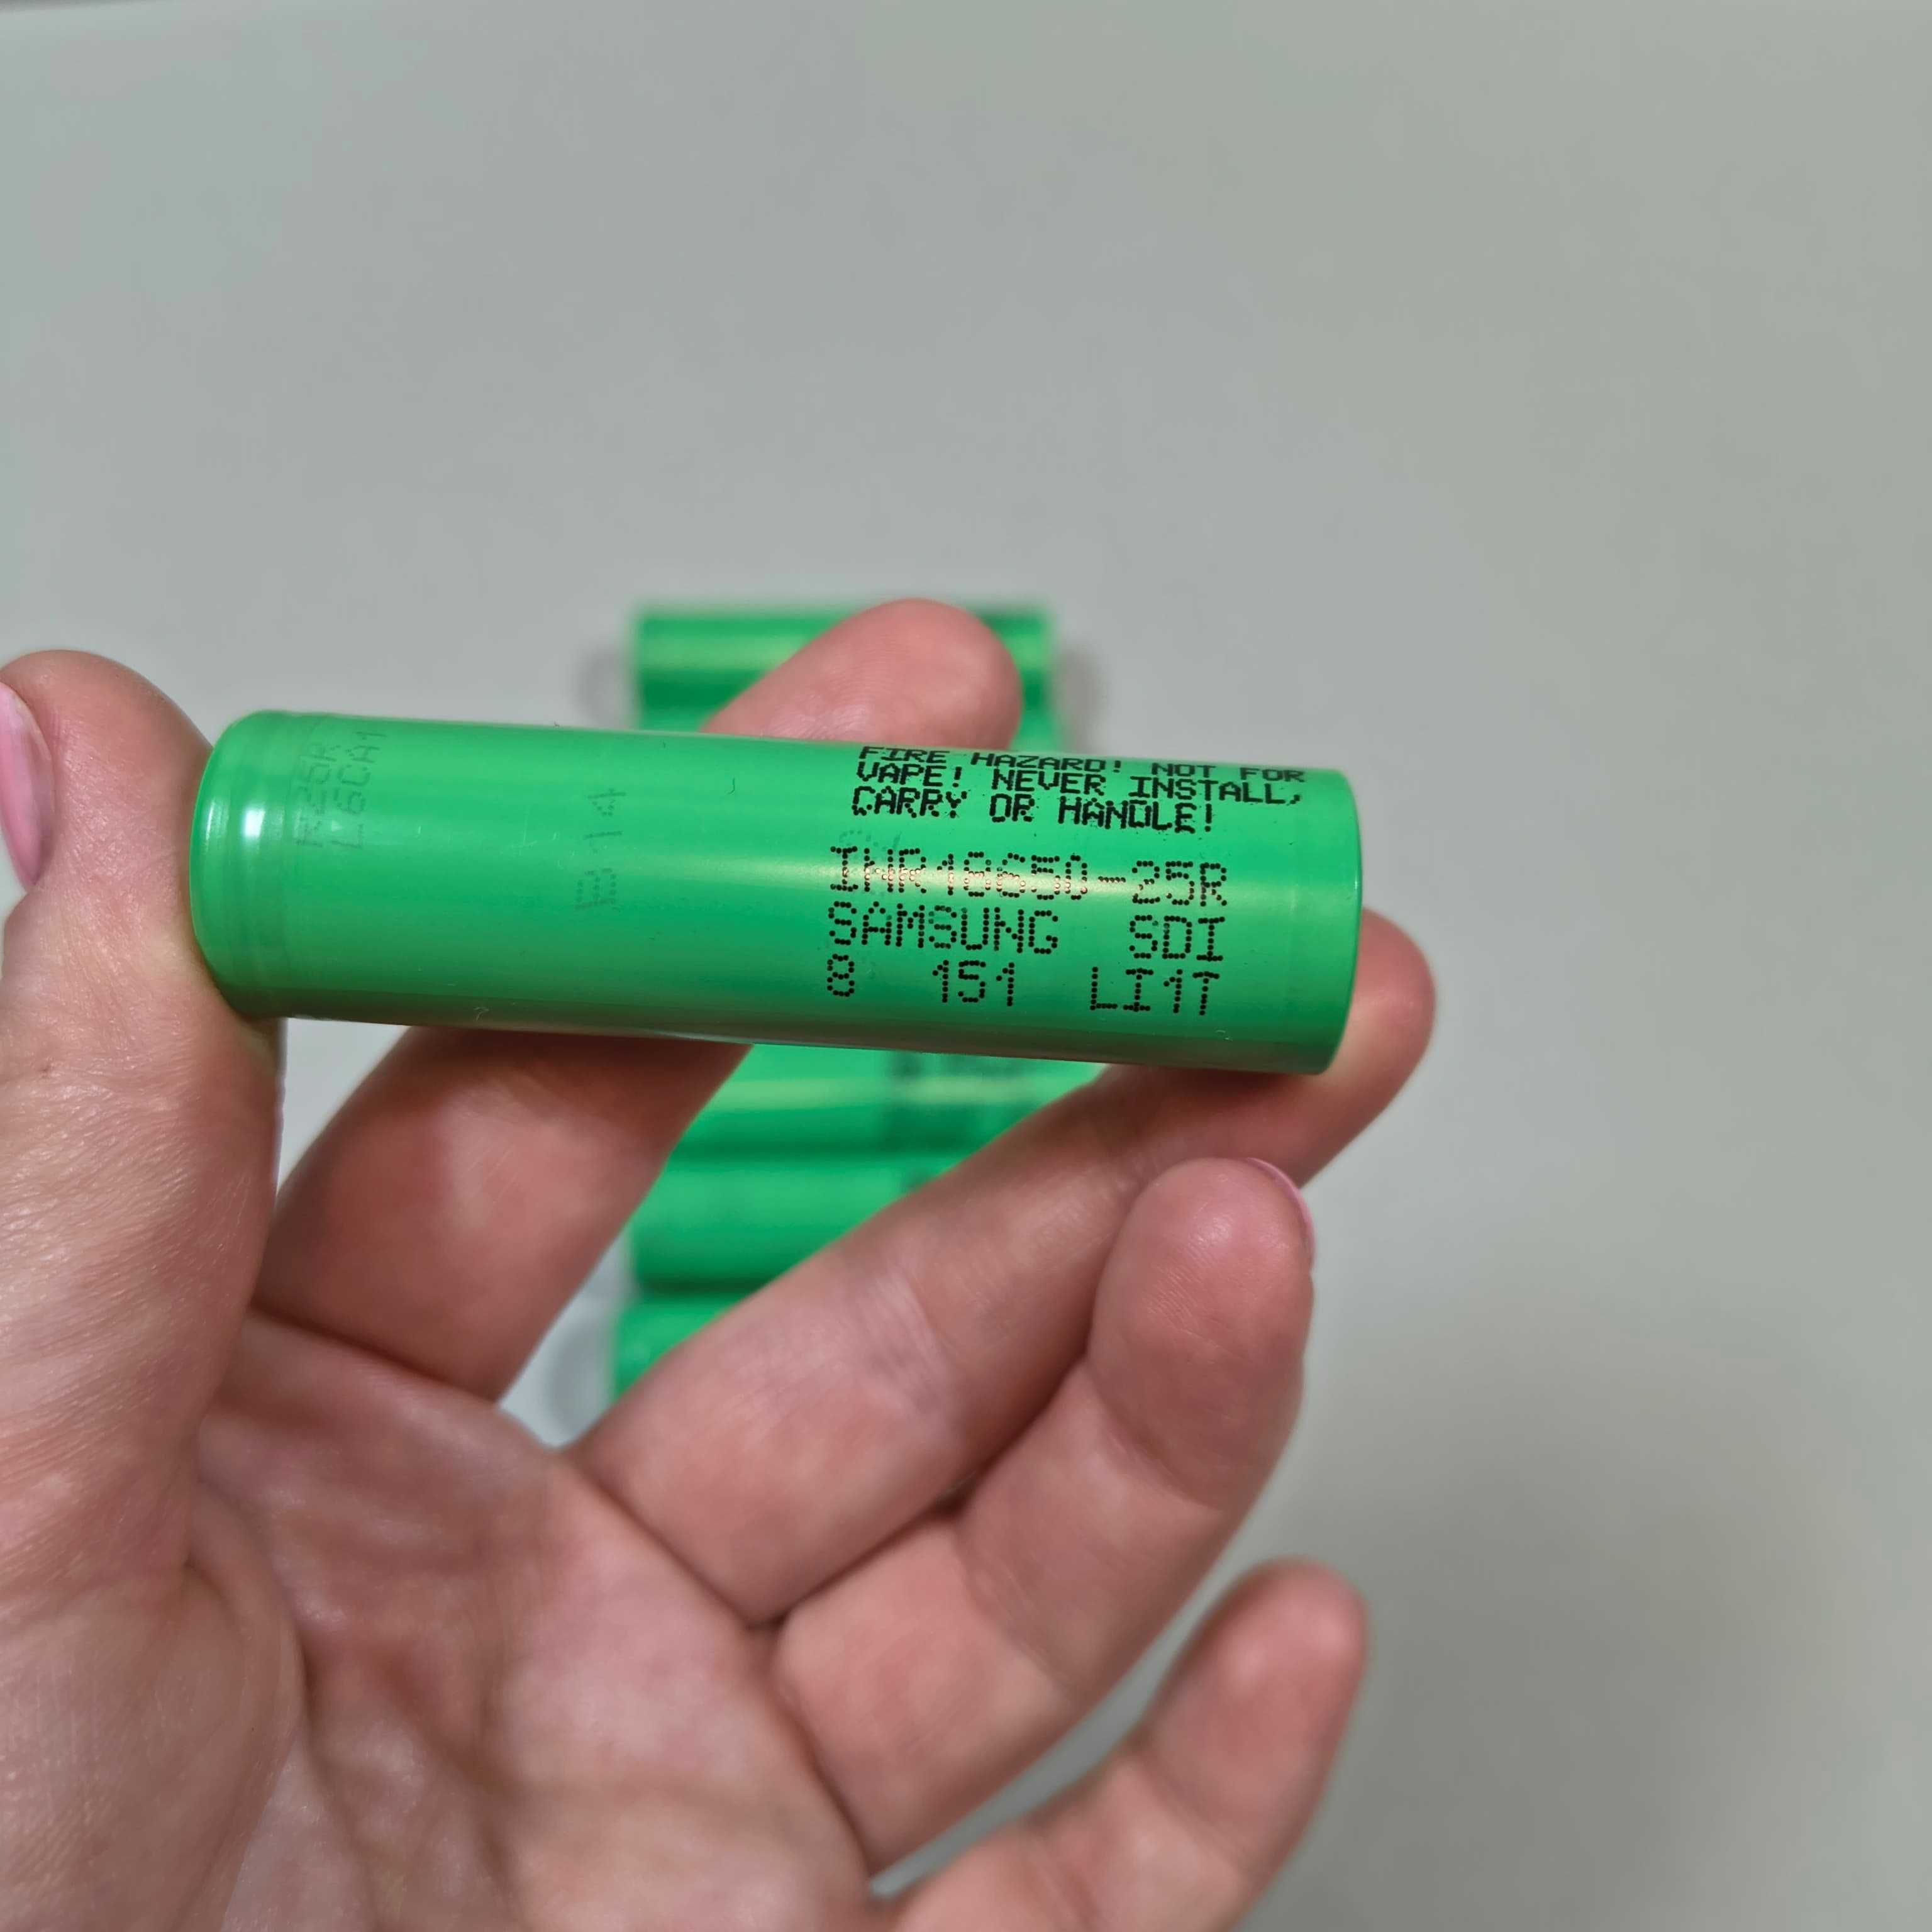 FIRE HAZARD! NOT FOR
VAPE! NEVER INSTALL,
CARRY OR HANDLE!
INR18650-25R
SAMSUNG SDI
8 151 LI1T